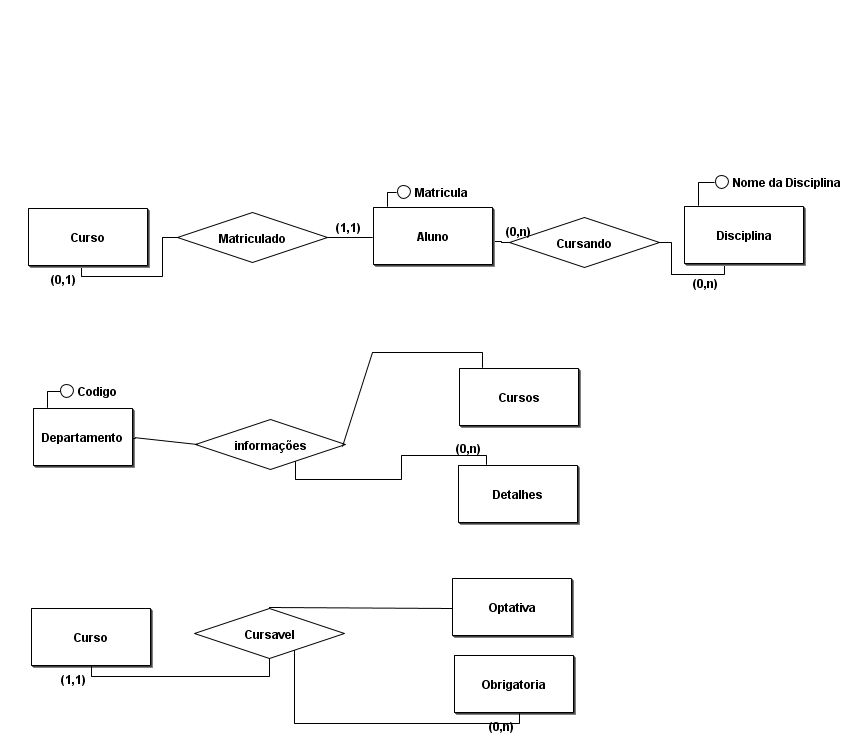 Matricula
Nome da Disciplina
Curso
Matriculado
(1,1)
Aluno
(0,n)
Cursando
Disciplina
(0,1)
(0,n)
Codigo
Cursos
Departamento
informações
(0,n)
Detalhes
Optativa
Curso
Cursavel
(1,1)
Obrigatoria
(0,n)